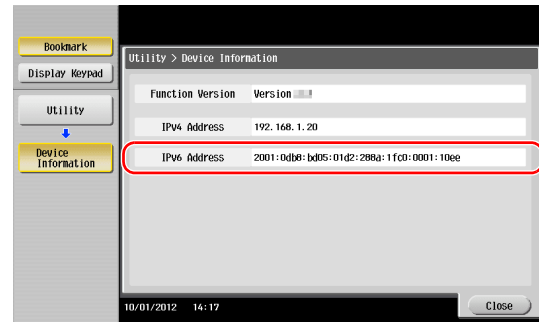 Bookmark
Display Keypad
Utility
Device
Information
Utility > Device Information
Function Version Version
IPv4 Address 192.168.1.20
IPv6 Address 2001:0db8:bd05:01d2:288a:1fc0:0001:10ee
10/01/2012 14:17
Close